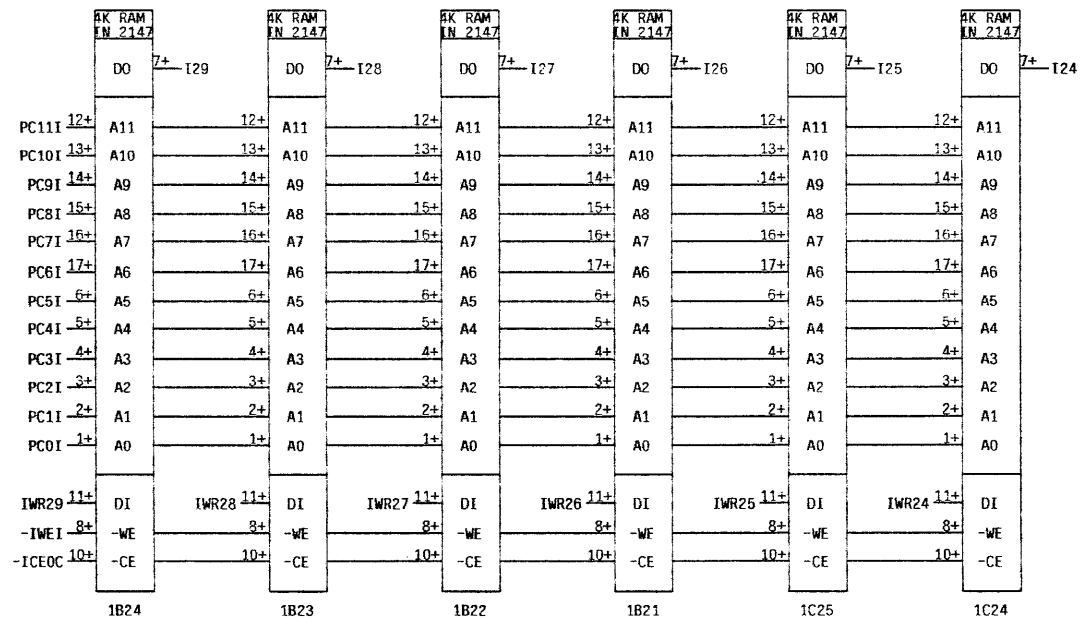 4K RAM 4K RAM 4K RAM 4K RAM 4K RAM 4K RAM
IN 2147 IN 2147 IN 2147 IN 2147 IN 2147 IN 2147
DO 7+ I29 DO 7+ I28 DO 7+ I27 DO 7+ I26 DO 7+ I25 DO 7+ I24
PC11I 12+ A11 12+ A11 12+ A11 12+ A11 12+ A11 12+ A11
PC10I 13+ A10 13+ A10 13+ A10 13+ A10 13+ A10 13+ A10
PC9I 14+ A9 14+ A9 14+ A9 14+ A9 14+ A9 14+ A9
PC8I 15+ A8 15+ A8 15+ A8 15+ A8 15+ A8 15+ A8
PC7I 16+ A7 16+ A7 16+ A7 16+ A7 16+ A7 16+ A7
PC6I 17+ A6 17+ A6 17+ A6 17+ A6 17+ A6 17+ A6
PC5I 6+ A5 6+ A5 6+ A5 6+ A5 6+ A5 6+ A5
PC4I 5+ A4 5+ A4 5+ A4 5+ A4 5+ A4 5+ A4
PC3I 4+ A3 4+ A3 4+ A3 4+ A3 4+ A3 4+ A3
PC2I 3+ A2 3+ A2 3+ A2 3+ A2 3+ A2 3+ A2
PC1I 2+ A1 2+ A1 2+ A1 2+ A1 2+ A1 2+ A1
PC0I 1+ A0 1+ A0 1+ A0 1+ A0 1+ A0 1+ A0
IWR29 11+ DI IWR28 11+ DI IWR27 11+ DI IWR26 11+ DI IWR25 11+ DI IWR24 11+ DI
-IWEI 8+ -WE 8+ -WE 8+ -WE 8+ -WE 8+ -WE 8+ -WE
-ICE0C 10+ -CE 10+ -CE 10+ -CE 10+ -CE 10+ -CE 10+ -CE
1B24 1B23 1B22 1B21 1C25 1C24